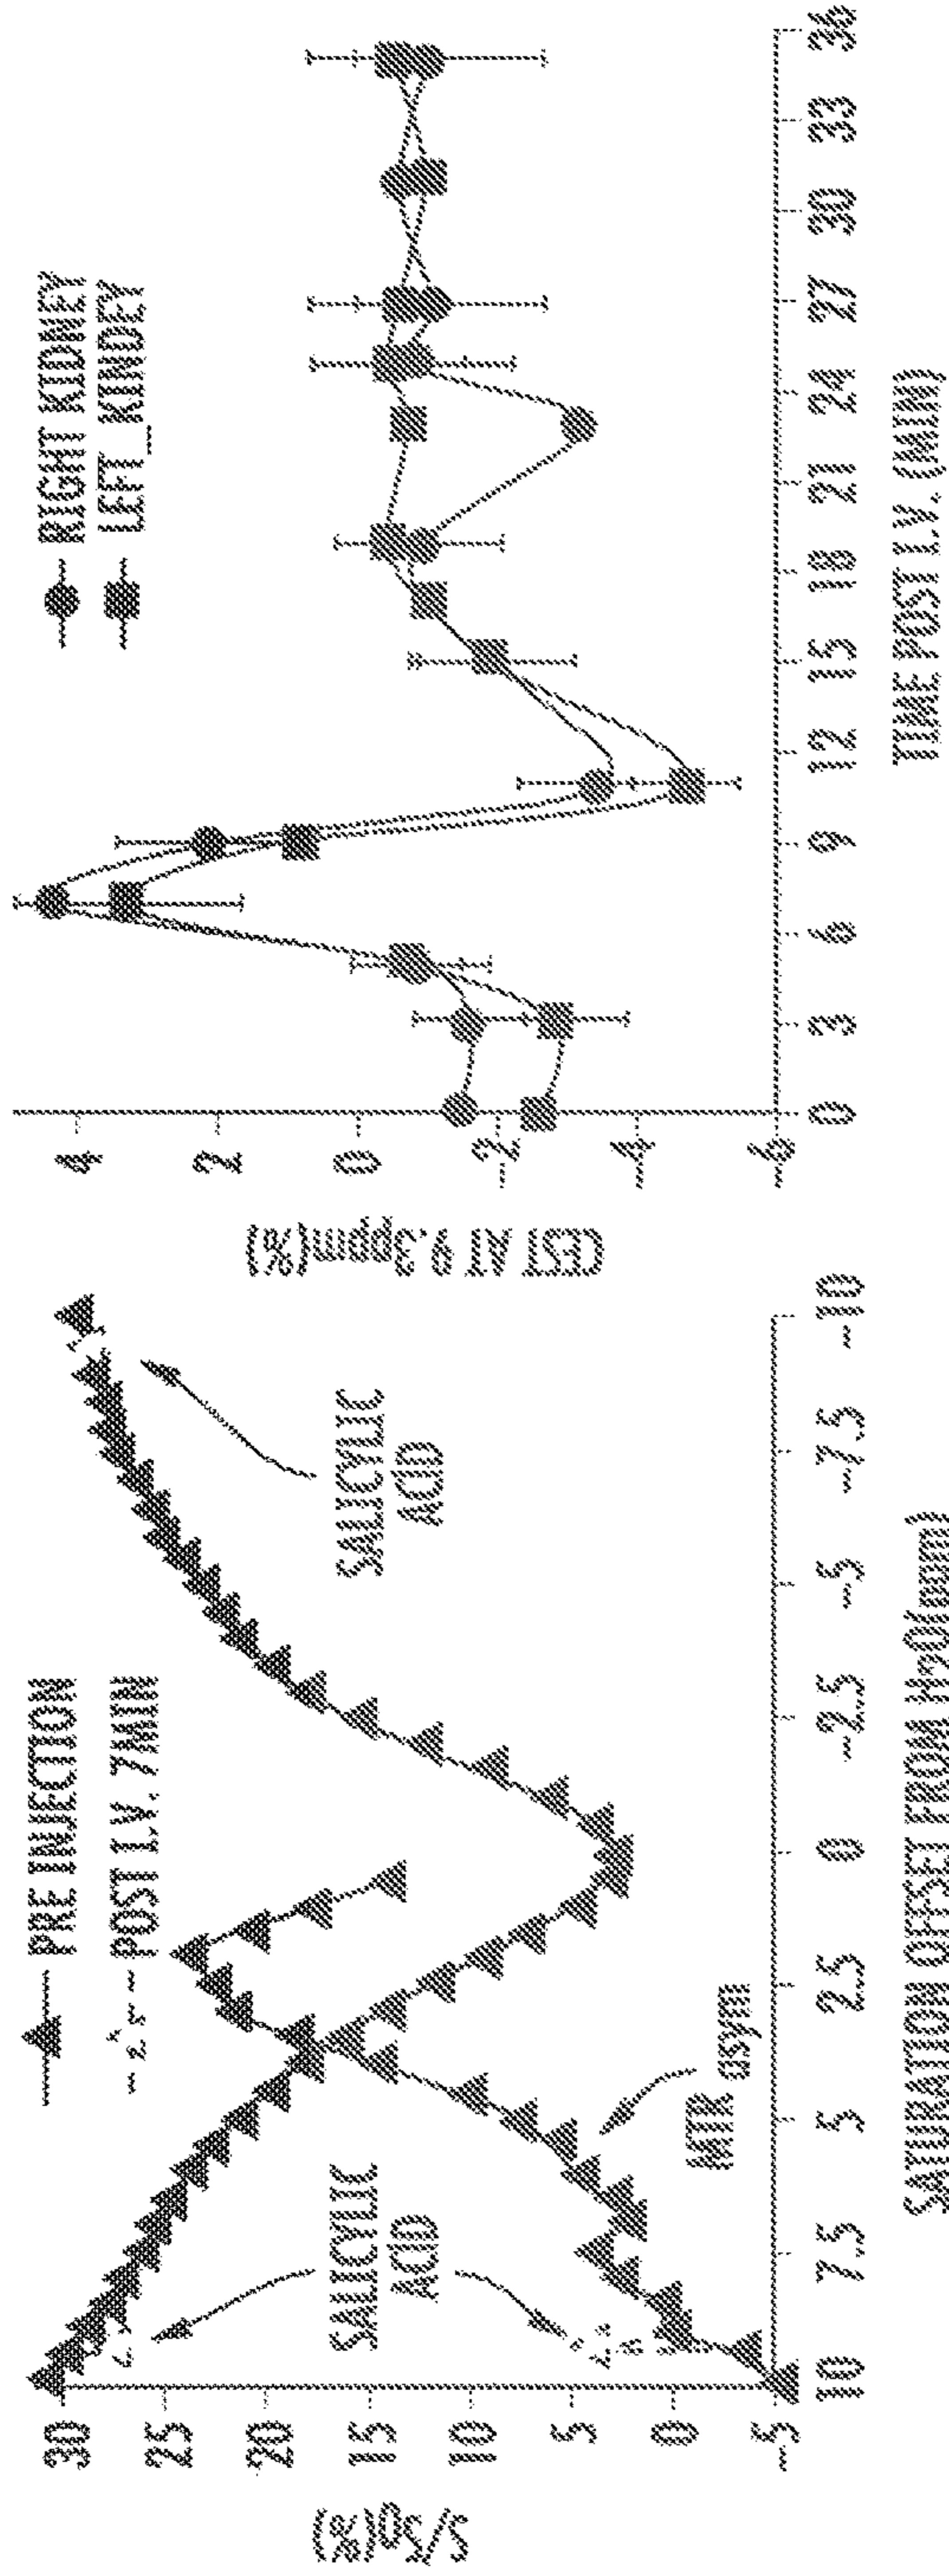 PRE INJECTION
POST I.V. 7MIN
SALICYLIC
ACID
SALICYLIC
ACID
MTR asym
S/S0(%)
30
25
20
15
10
5
0
-5
10
7.5
5
2.5
0
-2.5
-5
-7.5
-10
SATURATION OFFSET FROM H2O(ppm)
RIGHT KIDNEY
LEFT_KINDEY
CEST AT 9.3ppm(%)
4
2
0
-2
-4
-6
0
3
6
9
12
15
18
21
24
27
30
33
36
TIME POST I.V. (MIN)